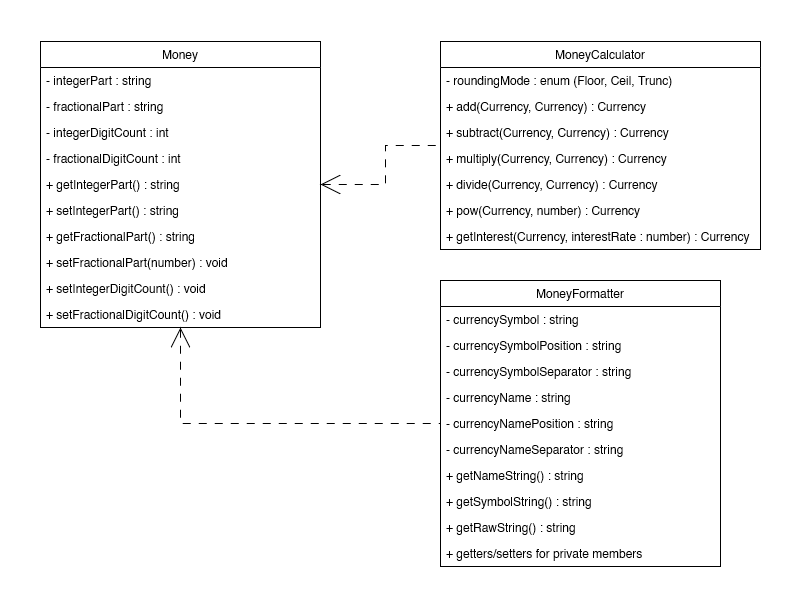 Money
- integerPart : string
- fractionalPart : string
- integerDigitCount : int
- fractionalDigitCount : int
+ getIntegerPart() : string
+ setIntegerPart() : string
+ getFractionalPart() : string
+ setFractionalPart(number) : void
+ setIntegerDigitCount() : void
+ setFractionalDigitCount() : void
MoneyCalculator
- roundingMode : enum (Floor, Ceil, Trunc)
+ add(Currency, Currency) : Currency
+ subtract(Currency, Currency) : Currency
+ multiply(Currency, Currency) : Currency
+ divide(Currency, Currency) : Currency
+ pow(Currency, number) : Currency
+ getInterest(Currency, interestRate : number) : Currency
MoneyFormatter
- currencySymbol : string
- currencySymbolPosition : string
- currencySymbolSeparator : string
- currencyName : string
- currencyNamePosition : string
- currencyNameSeparator : string
+ getNameString() : string
+ getSymbolString() : string
+ getRawString() : string
+ getters/setters for private members